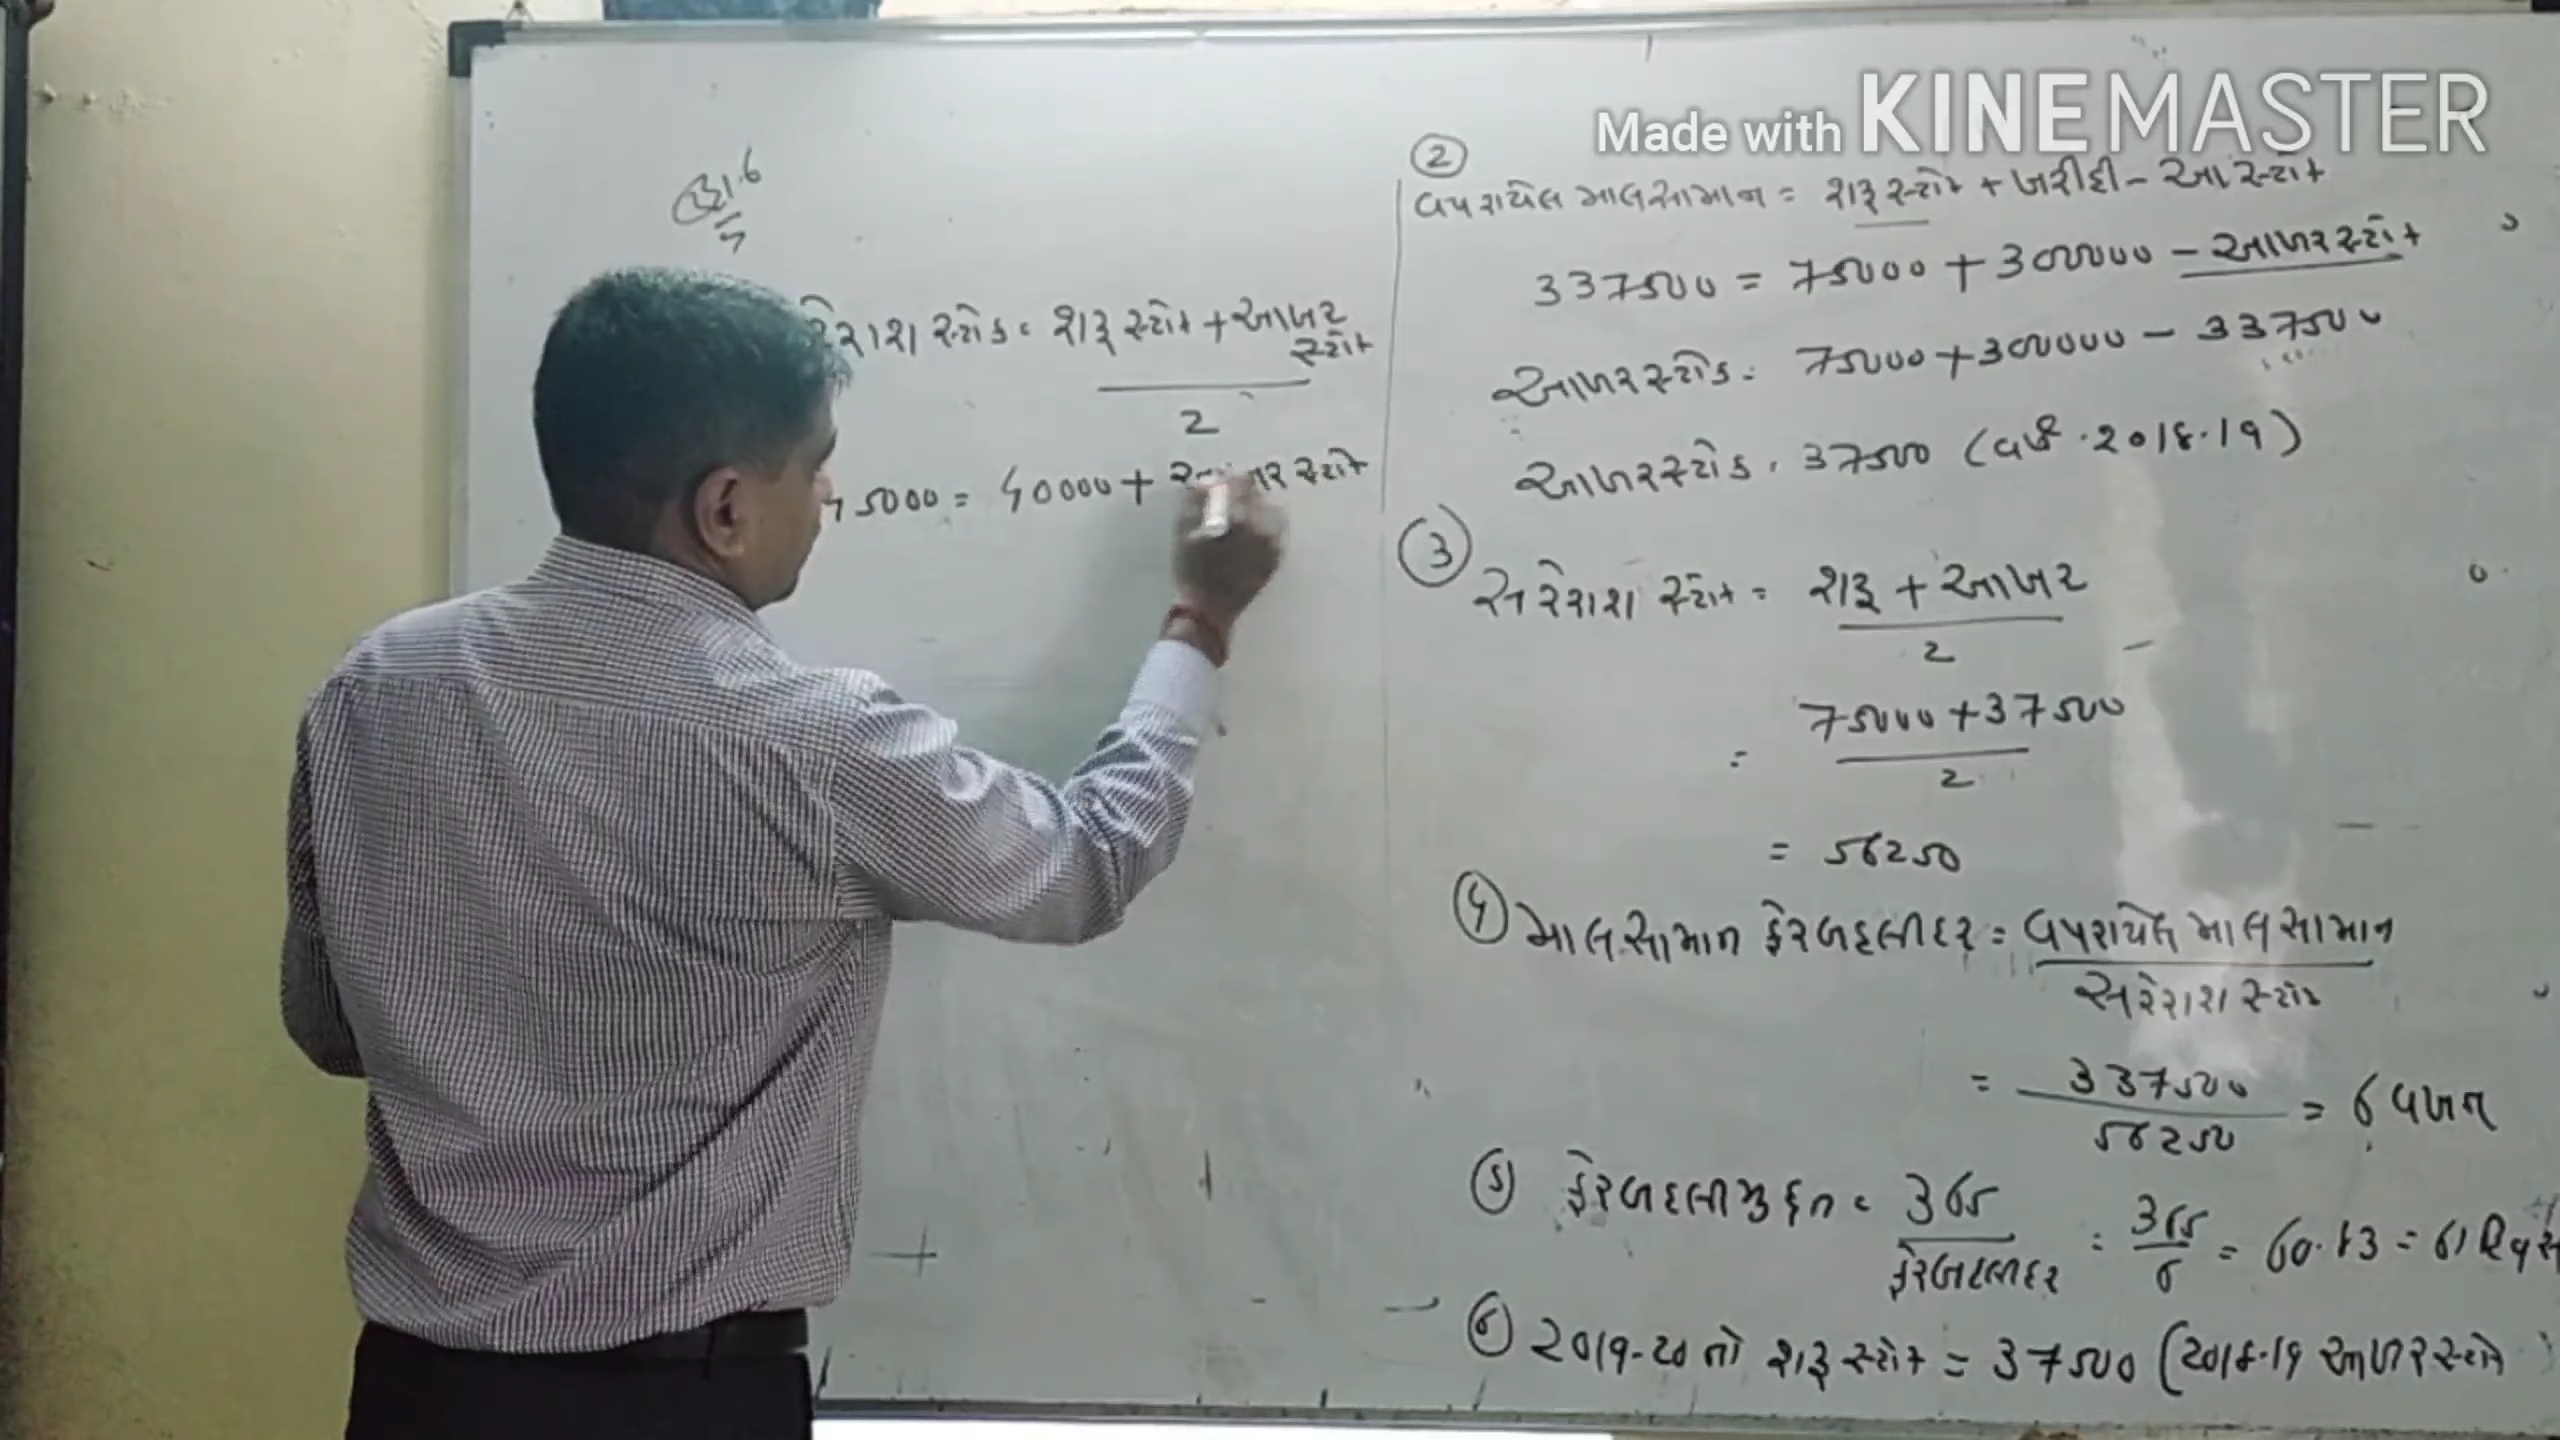 Made with KINEMASTER
સરેરાશ સ્ટોક = શરૂ સ્ટોક + આખર
સ્ટોક
2
45000 = 40000 + આખર સ્ટોક
2
વપરાયેલ માલસામાન = શરૂ સ્ટોક + ખરીદી - આ સ્ટોક
337500 = 75000 + 300000 - આખર સ્ટોક
આખર સ્ટોક = 75000 + 300000 - 337500
આખર સ્ટોક = 37500 (વર્ષ 2018-19)
3
સરેરાશ સ્ટોક = શરૂ + આખર
2
= 75000 + 37500
2
= 56250
4 માલસામાન ફેરબદલીદર = વપરાયેલ માલસામાન
સરેરાશ સ્ટોક
= 337500 = 6 વખત
56250
5 ફેરબદલી મુદ્દત = 365 = 365 = 60.83 = 61 દિવસ
ફેરબદલીદર 6
6 2019-20 નો શરૂ સ્ટોક = 37500 (2018-19 આખર સ્ટોક)